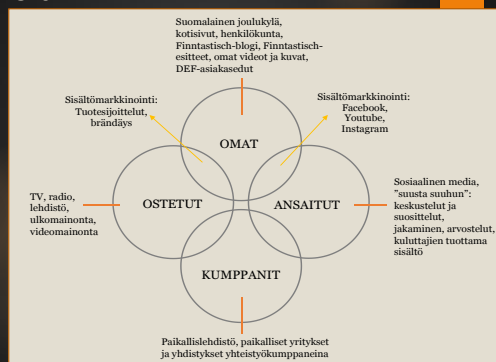 Suomalainen joulukylä,
kotisivut, henkilökunta,
Finntastisch-blogi, Finntastisch-
esitteet, omat videot ja kuvat,
DEF-asiakasedut
Sisältömarkkinointi:
Tuotesijoittelut,
brändäys
Sisältömarkkinointi:
Facebook,
Youtube,
Instagram
OMAT
TV, radio,
lehdistö,
ulkomainonta,
videomainonta
OSTETUT
ANSAITUT
Sosiaalinen media,
"suusta suuhun":
keskustelut ja
suosittelut,
jakaminen, arvostelut,
kuluttajien tuottama
sisältö
KUMPPANIT
Paikallislehdistö, paikalliset yritykset
ja yhdistykset yhteistyökumppaneina